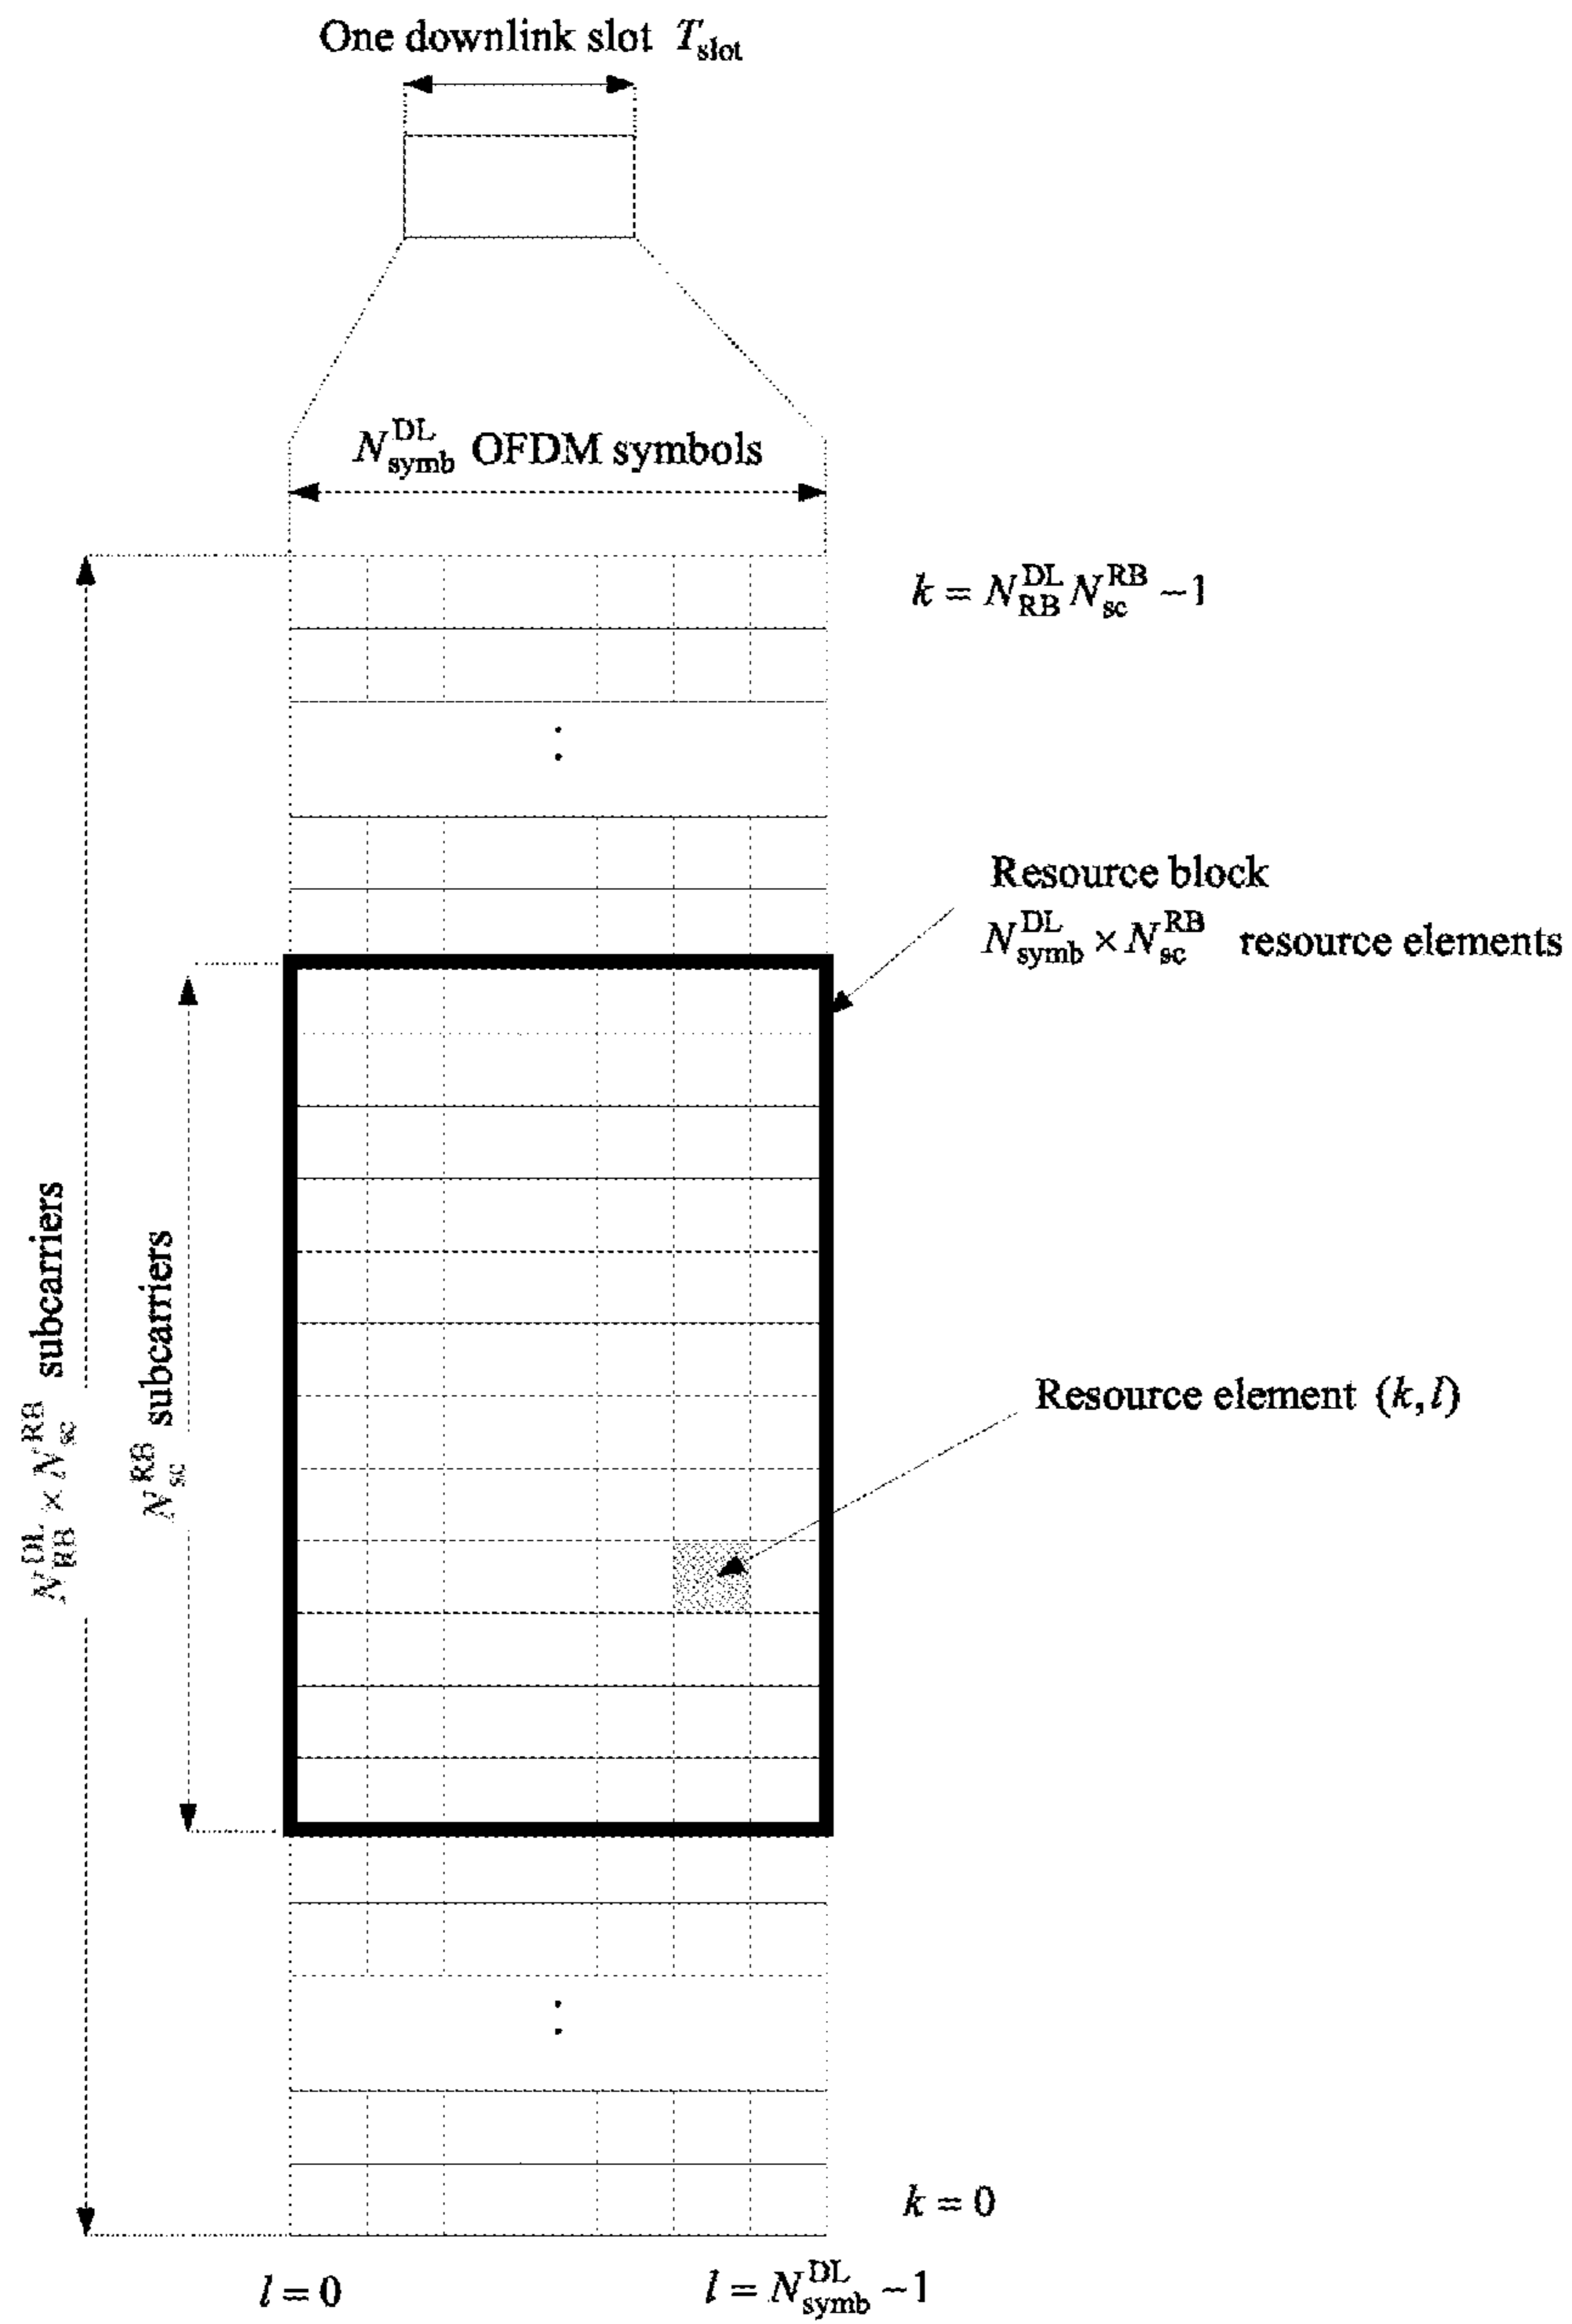 One downlink slot T_slot
N_symb^DL OFDM symbols
k = N_RB^DL N_sc^RB −1
Resource block
N_symb^DL × N_sc^RB resource elements
N_RB^DL × N_sc^RB subcarriers
N_sc^RB subcarriers
Resource element (k, l)
k = 0
l = 0
l = N_symb^DL −1